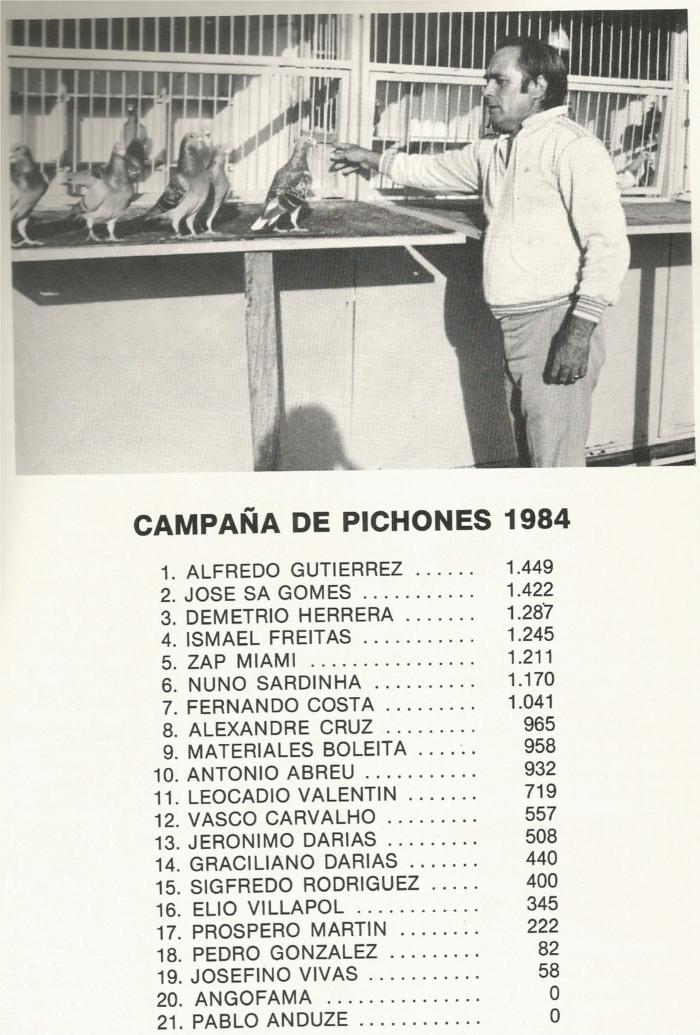 CAMPAÑA DE PICHONES 1984
1. ALFREDO GUTIERREZ ...... 1.449
2. JOSE SA GOMES ........... 1.422
3. DEMETRIO HERRERA ....... 1.287
4. ISMAEL FREITAS ........... 1.245
5. ZAP MIAMI ................ 1.211
6. NUNO SARDINHA .......... 1.170
7. FERNANDO COSTA ......... 1.041
8. ALEXANDRE CRUZ ......... 965
9. MATERIALES BOLEITA ...... 958
10. ANTONIO ABREU ........... 932
11. LEOCADIO VALENTIN ....... 719
12. VASCO CARVALHO ......... 557
13. JERONIMO DARIAS ......... 508
14. GRACILIANO DARIAS ....... 440
15. SIGFREDO RODRIGUEZ ..... 400
16. ELIO VILLAPOL ............ 345
17. PROSPERO MARTIN ........ 222
18. PEDRO GONZALEZ ......... 82
19. JOSEFINO VIVAS ........... 58
20. ANGOFAMA .............. 0
21. PABLO ANDUZE ............ 0